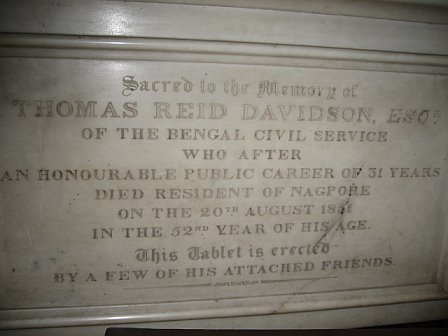 Sacred to the Memory of
THOMAS REID DAVIDSON, ESQR.
OF THE BENGAL CIVIL SERVICE
WHO AFTER
AN HONOURABLE PUBLIC CAREER OF 31 YEARS
DIED RESIDENT OF NAGPORE
ON THE 20TH AUGUST
IN THE 52ND YEAR OF HIS AGE.
This Tablet is erected
BY A FEW OF HIS ATTACHED FRIENDS.